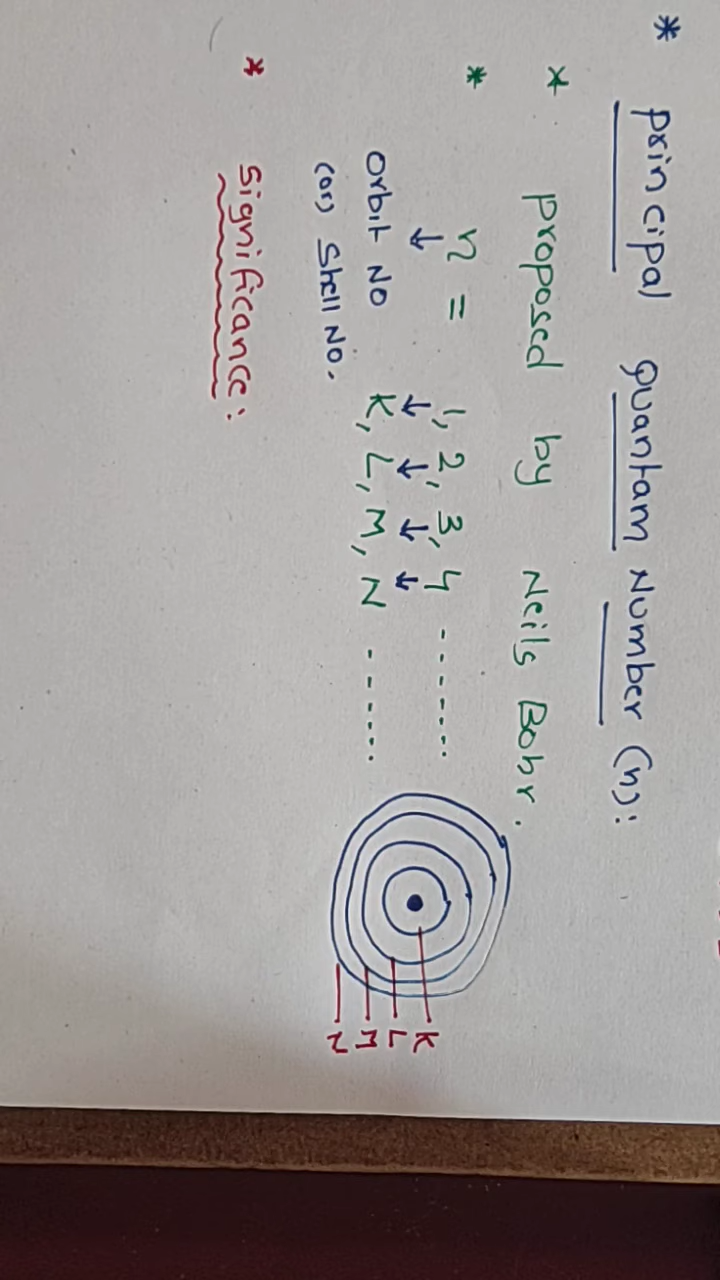 * Principal Quantam Number (n):
* Proposed by Neils Bohr.
* n = 1, 2, 3, 4 --------
↓ ↓ ↓ ↓ ↓
Orbit No K, L, M, N -------
(or) Shell No.
K
L
M
N
* Significance: